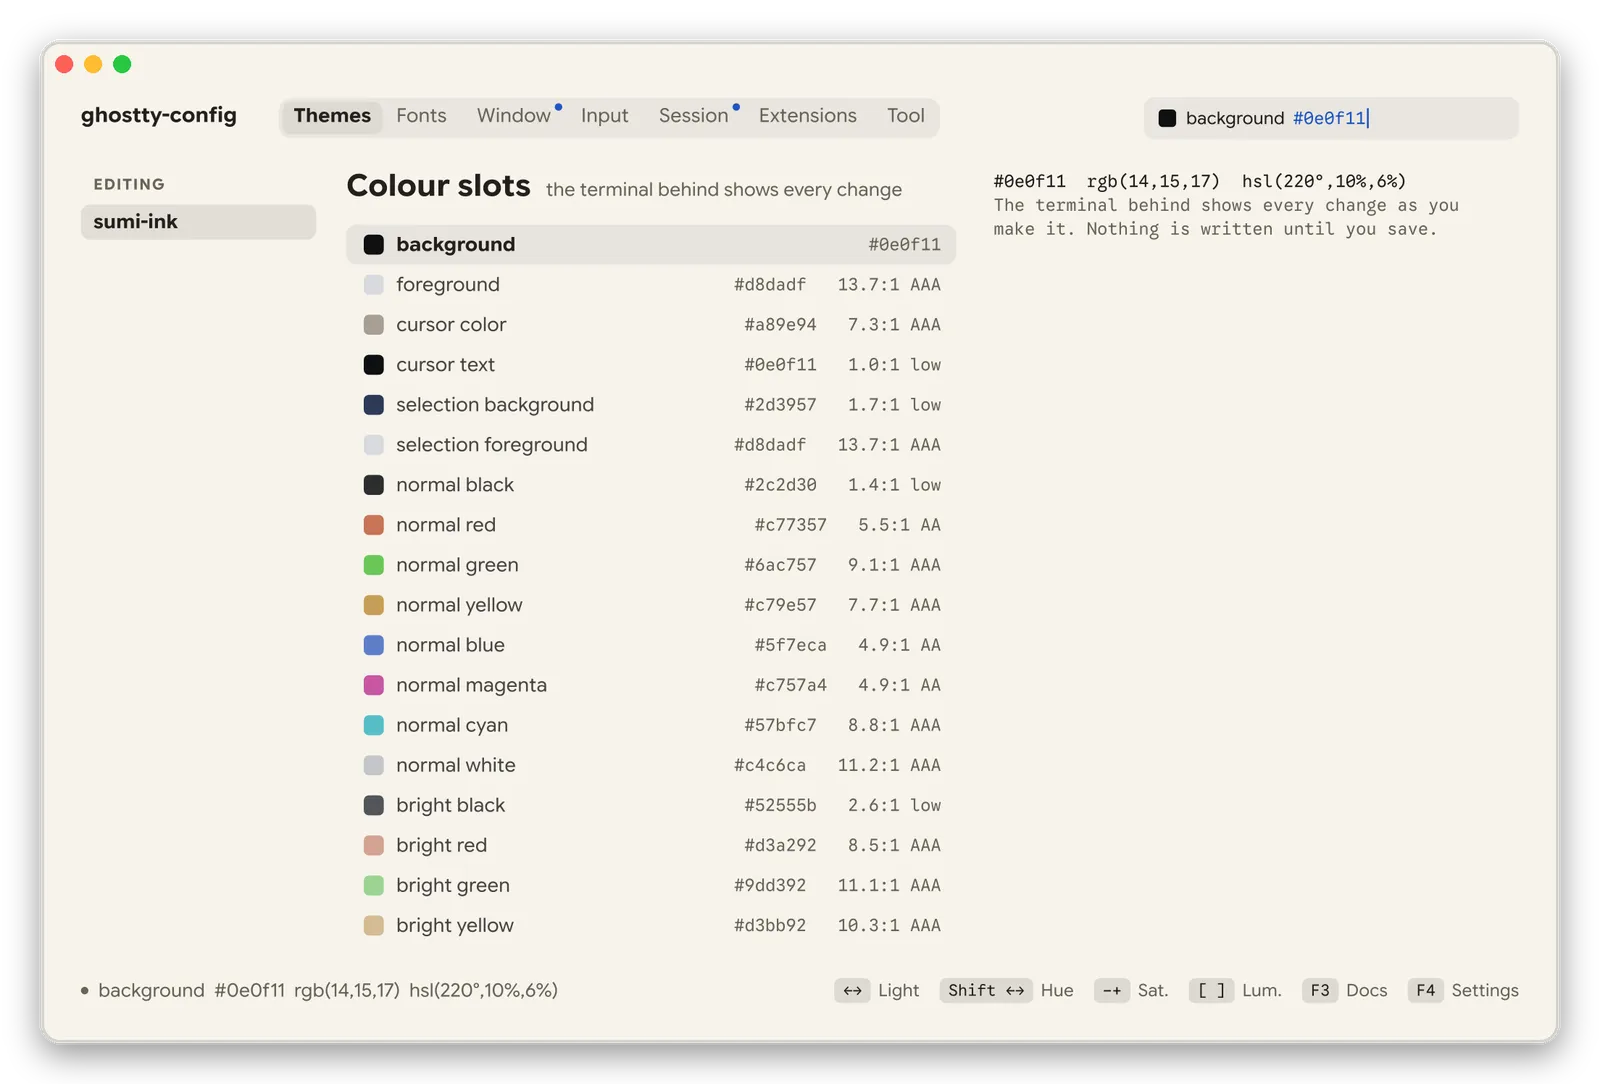 ghostty-config
Themes Fonts Window Input Session Extensions Tool
background #0e0f11
EDITING
sumi-ink
Colour slots the terminal behind shows every change
background #0e0f11
foreground #d8dadf 13.7:1 AAA
cursor color #a89e94 7.3:1 AAA
cursor text #0e0f11 1.0:1 low
selection background #2d3957 1.7:1 low
selection foreground #d8dadf 13.7:1 AAA
normal black #2c2d30 1.4:1 low
normal red #c77357 5.5:1 AA
normal green #6ac757 9.1:1 AAA
normal yellow #c79e57 7.7:1 AAA
normal blue #5f7eca 4.9:1 AA
normal magenta #c757a4 4.9:1 AA
normal cyan #57bfc7 8.8:1 AAA
normal white #c4c6ca 11.2:1 AAA
bright black #52555b 2.6:1 low
bright red #d3a292 8.5:1 AAA
bright green #9dd392 11.1:1 AAA
bright yellow #d3bb92 10.3:1 AAA
#0e0f11 rgb(14,15,17) hsl(220°,10%,6%)
The terminal behind shows every change as you
make it. Nothing is written until you save.
• background #0e0f11 rgb(14,15,17) hsl(220°,10%,6%)
↔ Light Shift ↔ Hue -+ Sat. [ ] Lum. F3 Docs F4 Settings